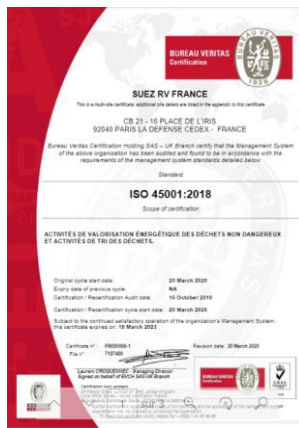 BUREAU VERITAS
Certification
BUREAU VERITAS
1828
SUEZ RV FRANCE
This is a multi-site certificate, additional site details are listed in the appendix to this certificate
CB 21 - 16 PLACE DE L'IRIS
92040 PARIS LA DEFENSE CEDEX - FRANCE
Bureau Veritas Certification Holding SAS – UK Branch certify that the Management System
of the above organisation has been audited and found to be in accordance with the
requirements of the management system standards detailed below
Standard
ISO 45001:2018
Scope of certification
ACTIVITÉS DE VALORISATION ÉNERGÉTIQUE DES DÉCHETS NON DANGEREUX
ET ACTIVITÉS DE TRI DES DÉCHETS.
Original cycle start date: 20 March 2020
Expiry date of previous cycle: NA
Certification / Recertification Audit date: 16 October 2019
Certification / Recertification cycle start date: 20 March 2020
Subject to the continued satisfactory operation of the organization's Management System,
this certificate expires on: 19 March 2023
Certificate n° : Revision date: 20 March 2020
File n° : 7127420
Laurent CROGUENNEC - Managing Director
Signed on behalf of BVCH SAS UK Branch